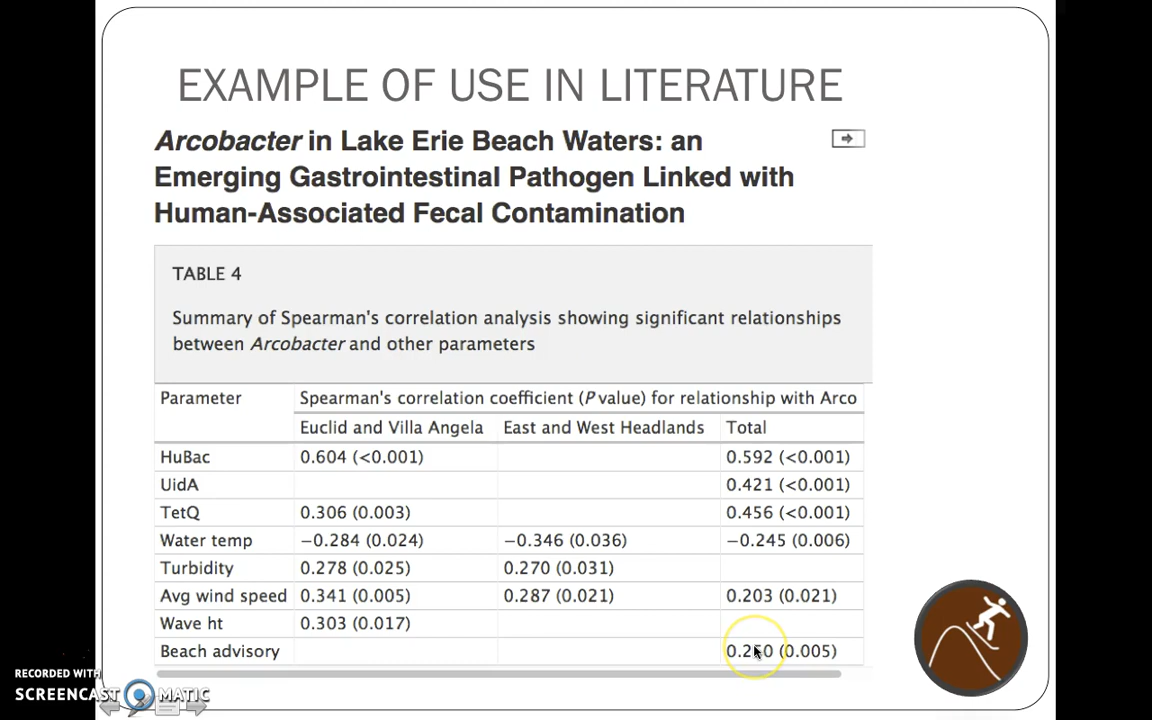 EXAMPLE OF USE IN LITERATURE
Arcobacter in Lake Erie Beach Waters: an
Emerging Gastrointestinal Pathogen Linked with
Human-Associated Fecal Contamination
TABLE 4
Summary of Spearman's correlation analysis showing significant relationships
between Arcobacter and other parameters
Parameter Spearman's correlation coefficient (P value) for relationship with Arco
Euclid and Villa Angela East and West Headlands Total
HuBac 0.604 (<0.001) 0.592 (<0.001)
UidA 0.421 (<0.001)
TetQ 0.306 (0.003) 0.456 (<0.001)
Water temp −0.284 (0.024) −0.346 (0.036) −0.245 (0.006)
Turbidity 0.278 (0.025) 0.270 (0.031)
Avg wind speed 0.341 (0.005) 0.287 (0.021) 0.203 (0.021)
Wave ht 0.303 (0.017)
Beach advisory (0.005)
RECORDED WITH
SCREENCAST MATIC